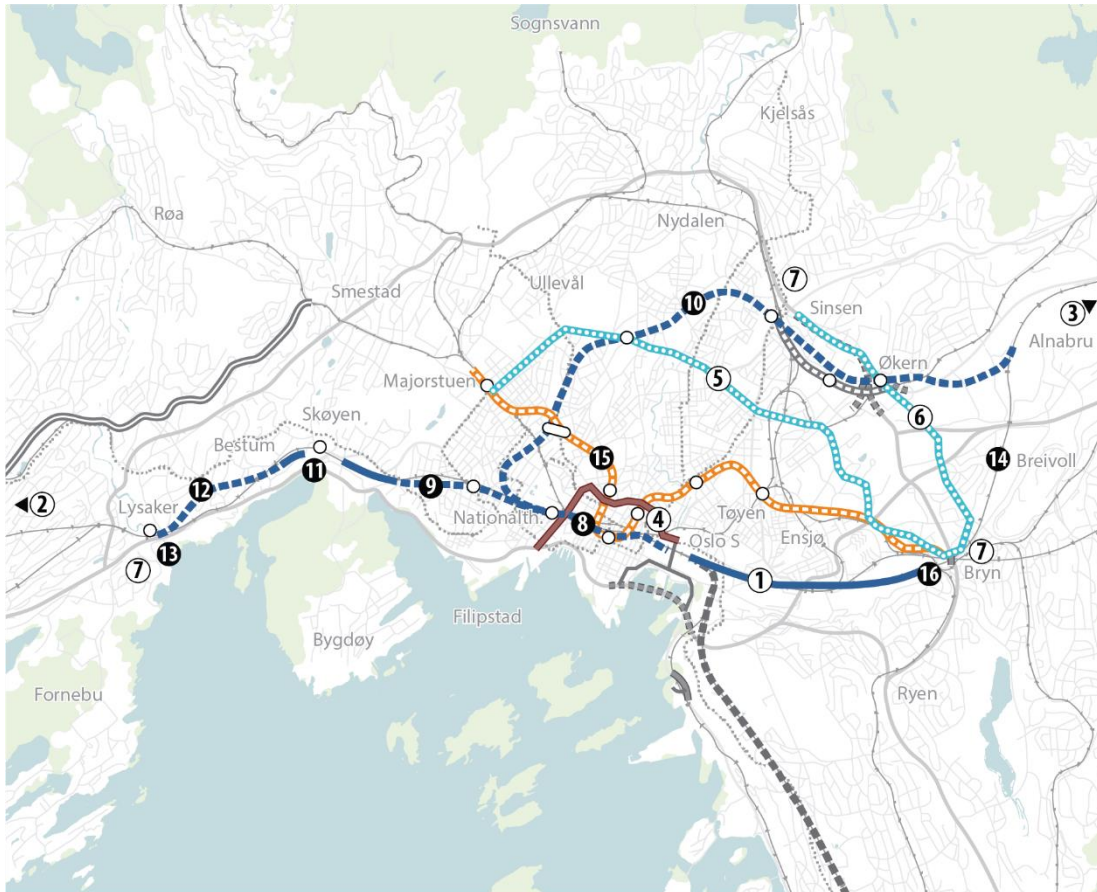 Sognsvann
Kjelsås
Røa
Nydalen
7
Ullevål
Smestad
10
Sinsen
3
Alnabru
Økern
Majorstuen
5
Skøyen
6
Bestum
11
15
14
Breivoll
12
9
2
Lysaker
Nationalth.
8
4
Tøyen
Oslo S
Ensjø
13
7
7
1
16
Bryn
Filipstad
Bygdøy
Fornebu
Ryen